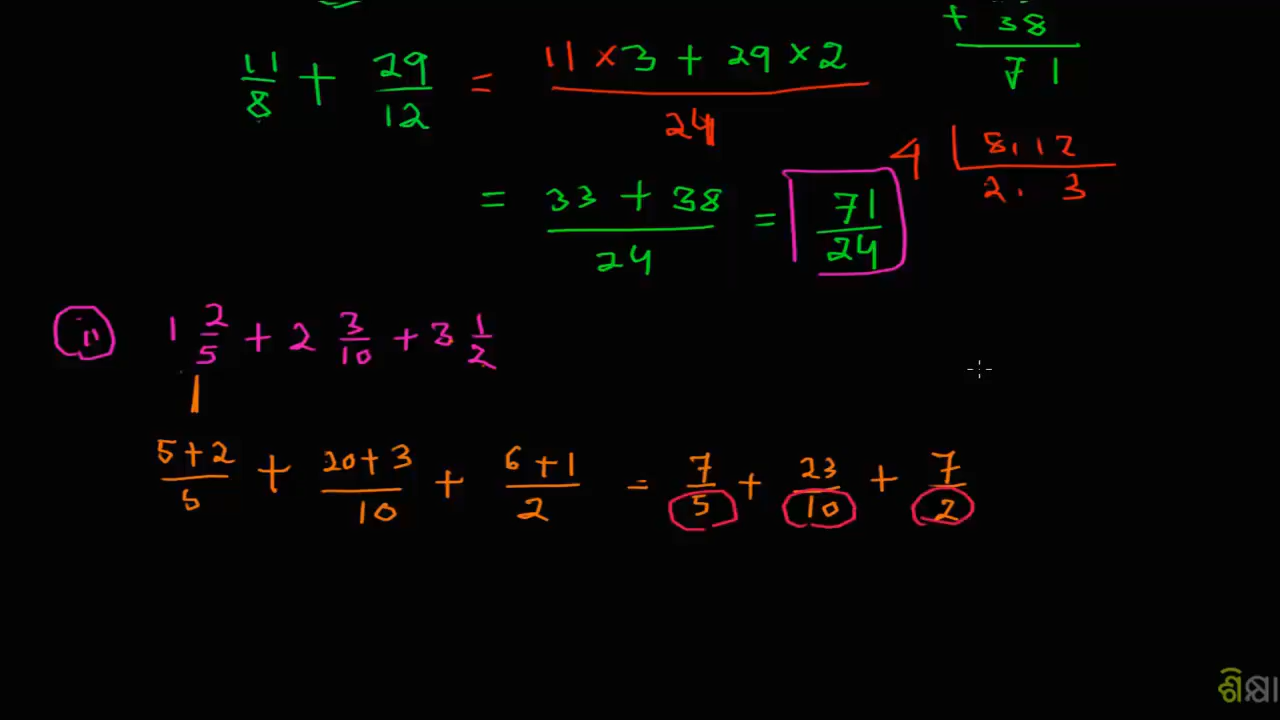 + 38
11/8 + 29/12 = (11 × 3 + 29 × 2)/24
71
4 | 8, 12
2, 3
= (33 + 38)/24 = 71/24
ii 1 2/5 + 2 3/10 + 3 1/2
(5+2)/5 + (20+3)/10 + (6+1)/2 = 7/5 + 23/10 + 7/2
ଶିକ୍ଷା